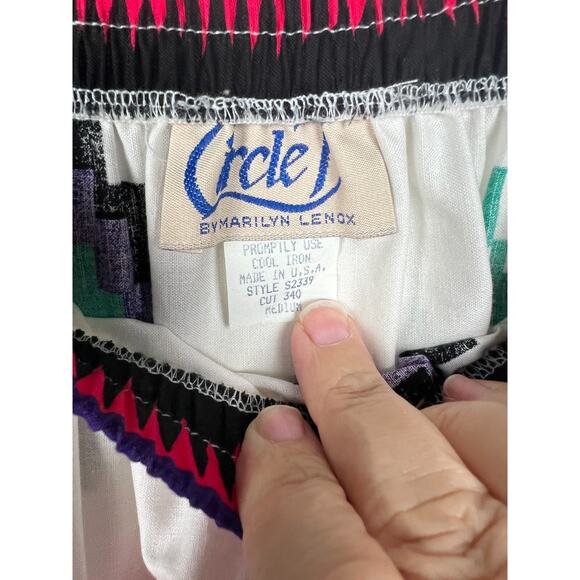 Circle J
BY MARILYN LENOX
PROMPTLY USE
COOL IRON
MADE IN U.S.A.
STYLE S2339
CUT 340
MEDIUM